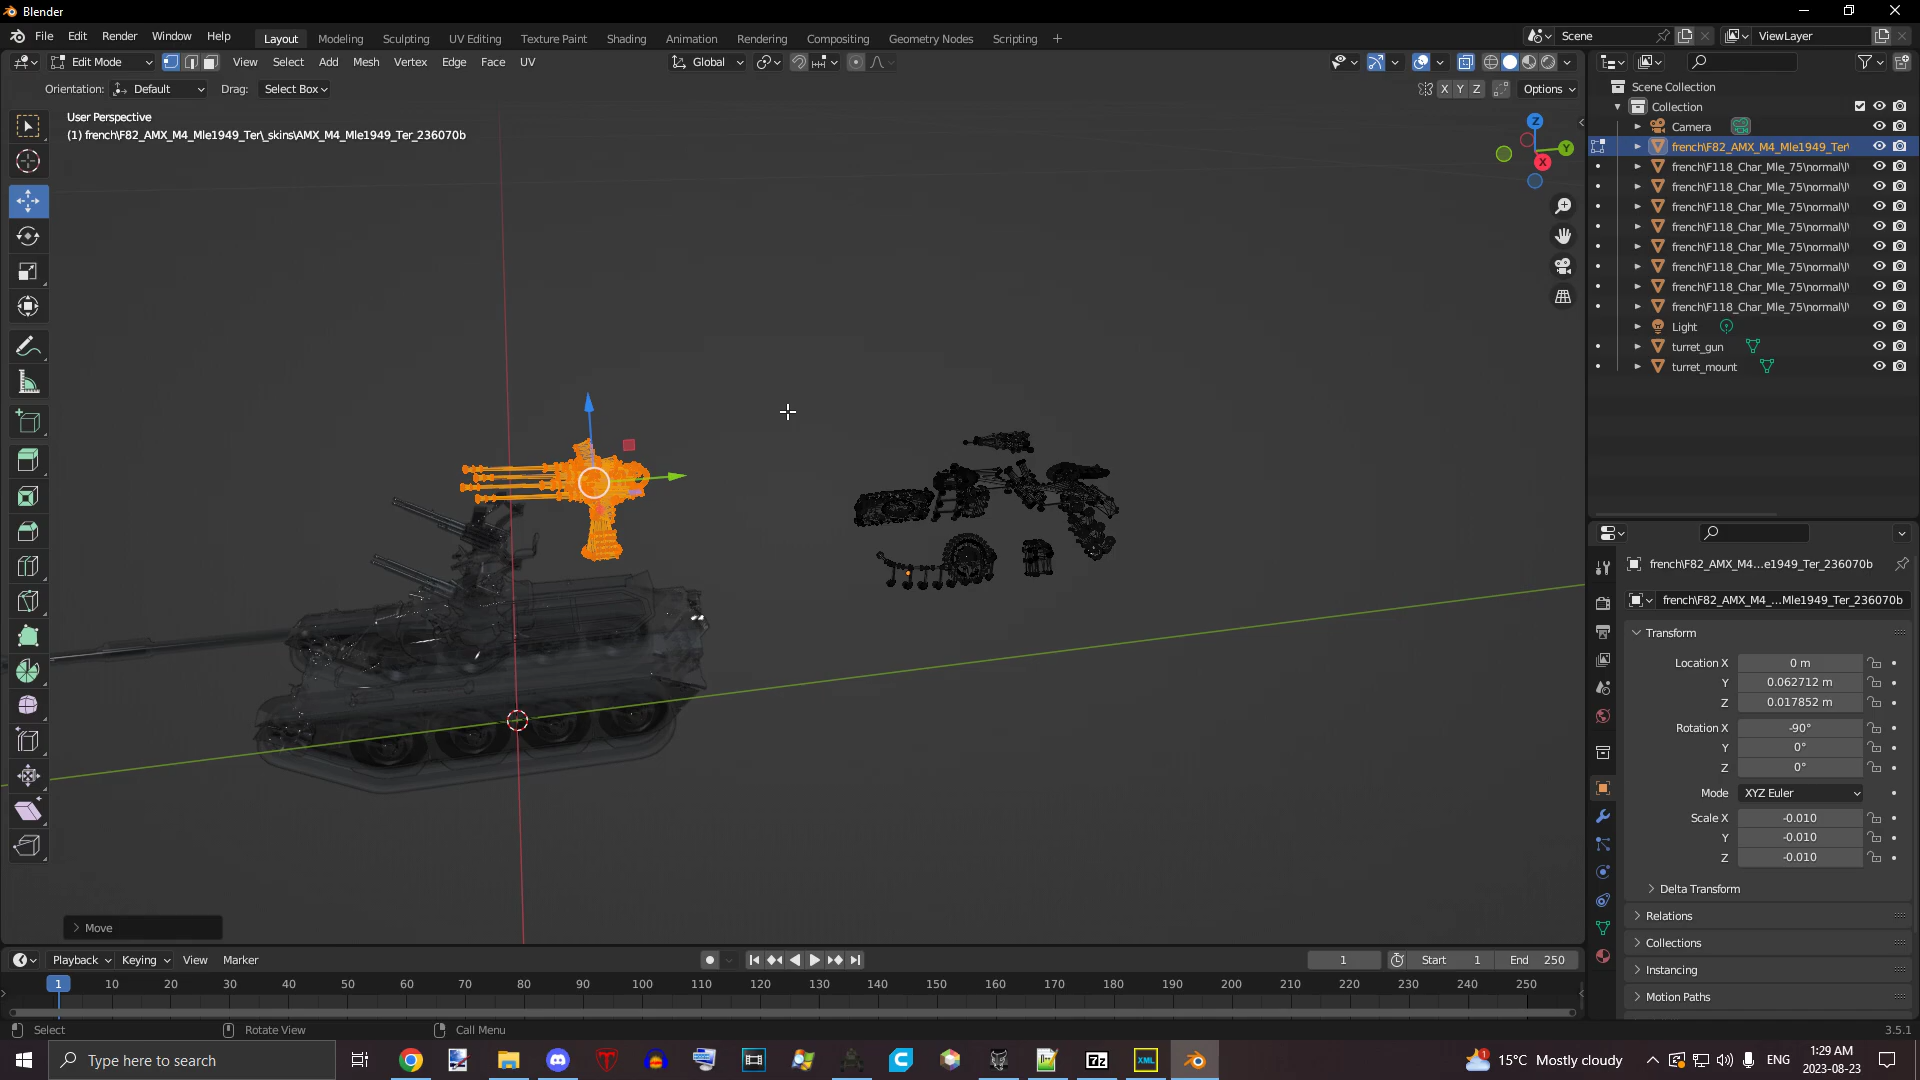 Blender
File Edit Render Window Help Layout Modeling Sculpting UV Editing Texture Paint Shading Animation Rendering Compositing Geometry Nodes Scripting + Scene ViewLayer
Edit Mode View Select Add Mesh Vertex Edge Face UV Global
Orientation: Default Drag: Select Box X Y Z Options
User Perspective
(1) french\F82_AMX_M4_Mle1949_Ter\_skins\AMX_M4_Mle1949_Ter_236070b
Z
Y
X
Scene Collection
Collection
Camera
french\F82_AMX_M4_Mle1949_Ter\
french\F118_Char_Mle_75\normal\l\
french\F118_Char_Mle_75\normal\l\
french\F118_Char_Mle_75\normal\l\
french\F118_Char_Mle_75\normal\l\
french\F118_Char_Mle_75\normal\l\
french\F118_Char_Mle_75\normal\l\
french\F118_Char_Mle_75\normal\l\
french\F118_Char_Mle_75\normal\l\
Light
turret_gun
turret_mount
french\F82_AMX_M4...e1949_Ter_236070b
french\F82_AMX_M4_...Mle1949_Ter_236070b
Transform
Location X 0 m
Y 0.062712 m
Z 0.017852 m
Rotation X -90°
Y 0°
Z 0°
Mode XYZ Euler
Scale X -0.010
Y -0.010
Z -0.010
Delta Transform
Relations
Collections
Instancing
Motion Paths
Move
Playback Keying View Marker 1 Start 1 End 250
1 10 20 30 40 50 60 70 80 90 100 110 120 130 140 150 160 170 180 190 200 210 220 230 240 250
Select Rotate View Call Menu 3.5.1
Type here to search 7z XML 1 15°C Mostly cloudy ENG 1:29 AM
2023-08-23